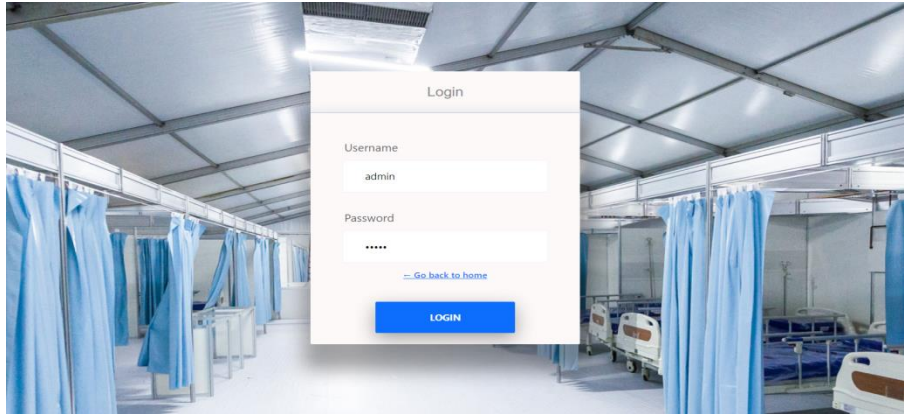 Login
Username
admin
Password
•••••
← Go back to home
LOGIN